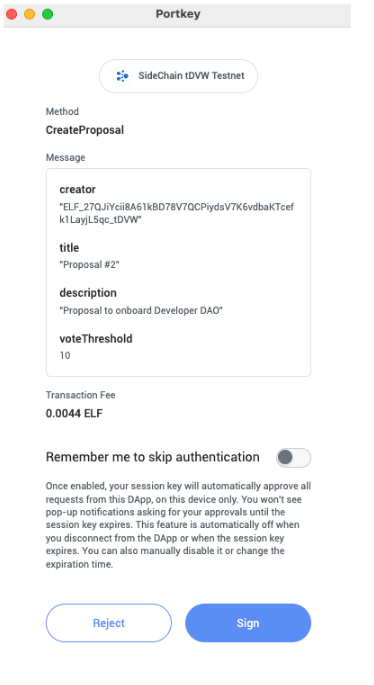 Portkey
SideChain tDVW Testnet
Method
CreateProposal
Message
creator
"ELF_27QJiYcii8A61kBD78V7QCPiydsV7K6vdbaKTcef
k1LayjL5qc_tDVW"
title
"Proposal #2"
description
"Proposal to onboard Developer DAO"
voteThreshold
10
Transaction Fee
0.0044 ELF
Remember me to skip authentication
Once enabled, your session key will automatically approve all
requests from this DApp, on this device only. You won't see
pop-up notifications asking for your approvals until the
session key expires. This feature is automatically off when
you disconnect from the DApp or when the session key
expires. You can also manually disable it or change the
expiration time.
Reject
Sign